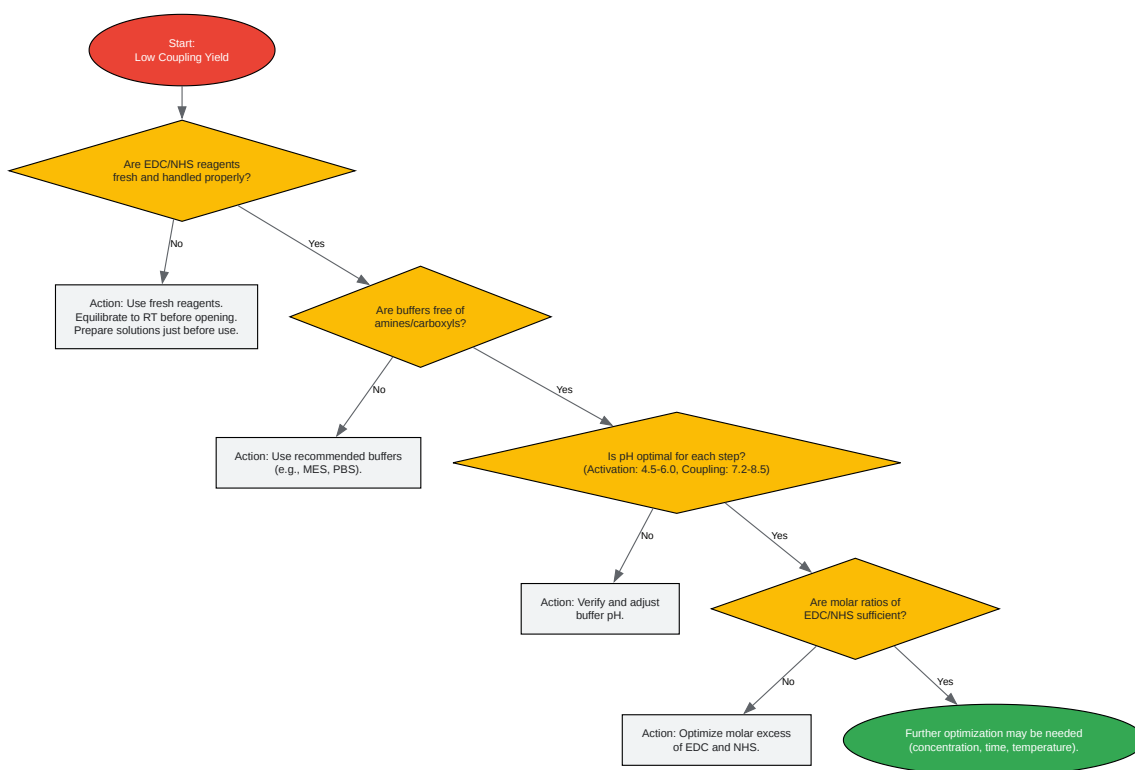 Start:
Low Coupling Yield
Are EDC/NHS reagents
fresh and handled properly?
No
Yes
Action: Use fresh reagents.
Equilibrate to RT before opening.
Prepare solutions just before use.
Are buffers free of
amines/carboxyls?
No
Yes
Action: Use recommended buffers
(e.g., MES, PBS).
Is pH optimal for each step?
(Activation: 4.5-6.0, Coupling: 7.2-8.5)
No
Yes
Action: Verify and adjust
buffer pH.
Are molar ratios of
EDC/NHS sufficient?
No
Yes
Action: Optimize molar excess
of EDC and NHS.
Further optimization may be needed
(concentration, time, temperature).